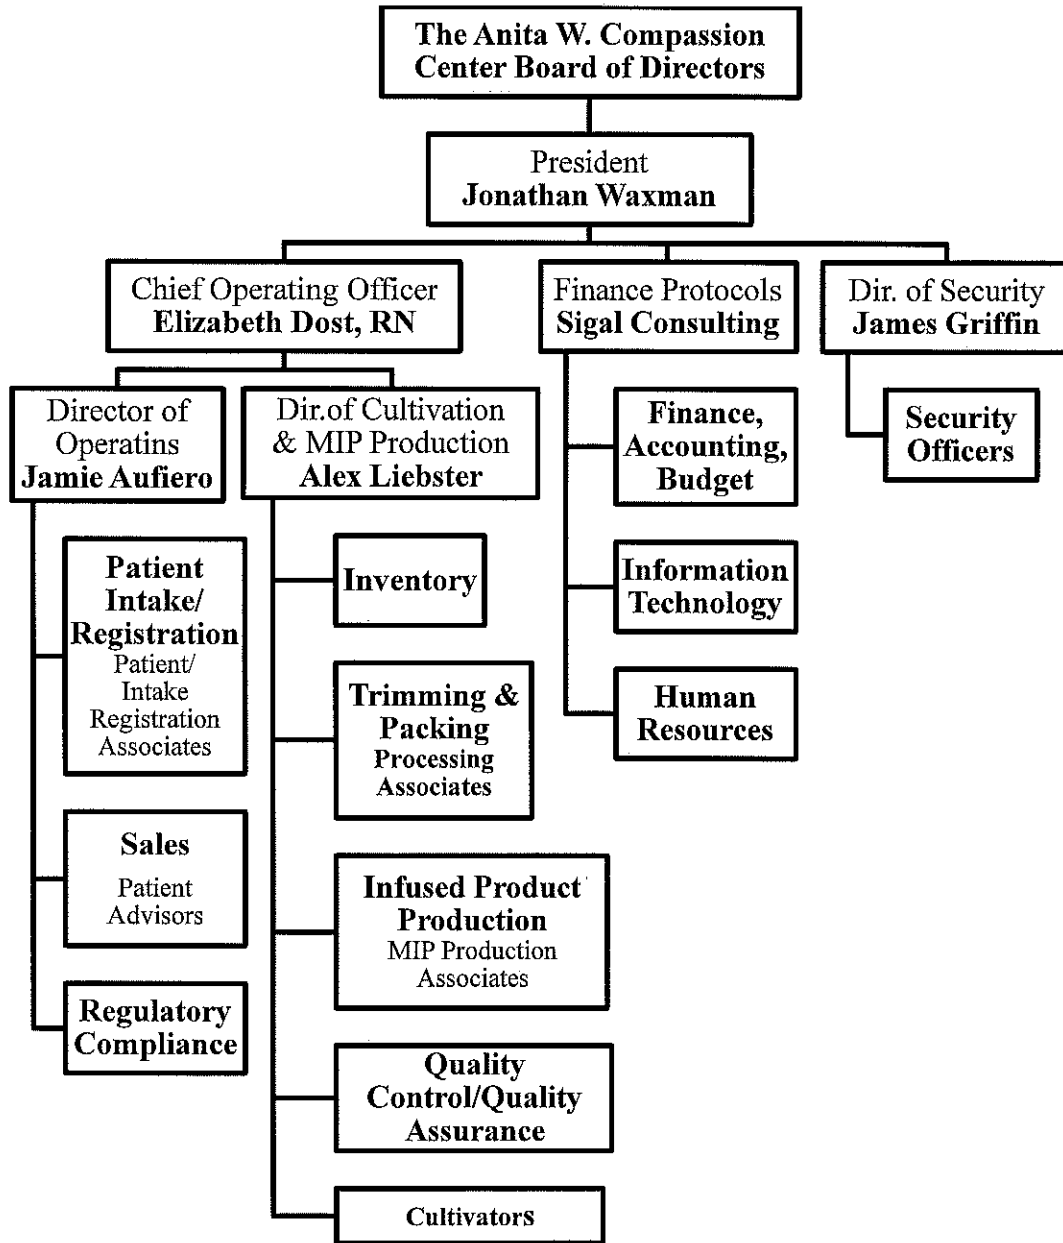 The Anita W. Compassion
Center Board of Directors
President
Jonathan Waxman
Chief Operating Officer
Elizabeth Dost, RN
Finance Protocols
Sigal Consulting
Dir. of Security
James Griffin
Director of
Operatins
Jamie Aufiero
Dir.of Cultivation
& MIP Production
Alex Liebster
Finance,
Accounting,
Budget
Security
Officers
Patient
Intake/
Registration
Patient/
Intake
Registration
Associates
Inventory
Information
Technology
Trimming &
Packing
Processing
Associates
Human
Resources
Sales
Patient
Advisors
Infused Product
Production
MIP Production
Associates
Regulatory
Compliance
Quality
Control/Quality
Assurance
Cultivators